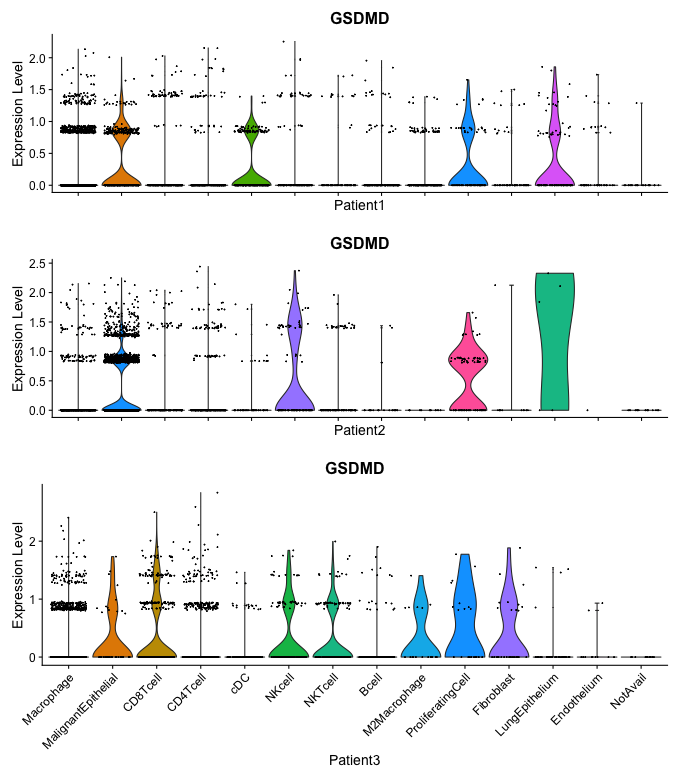 GSDMD
Expression Level
2.0
1.5
1.0
0.5
0.0
Patient1
GSDMD
Expression Level
2.5
2.0
1.5
1.0
0.5
0.0
Patient2
GSDMD
Expression Level
2
1
0
Macrophage
MalignantEpithelial
CD8Tcell
CD4Tcell
cDC
NKcell
NKTcell
Bcell
M2Macrophage
ProliferatingCell
Fibroblast
LungEpithelium
Endothelium
NotAvail
Patient3